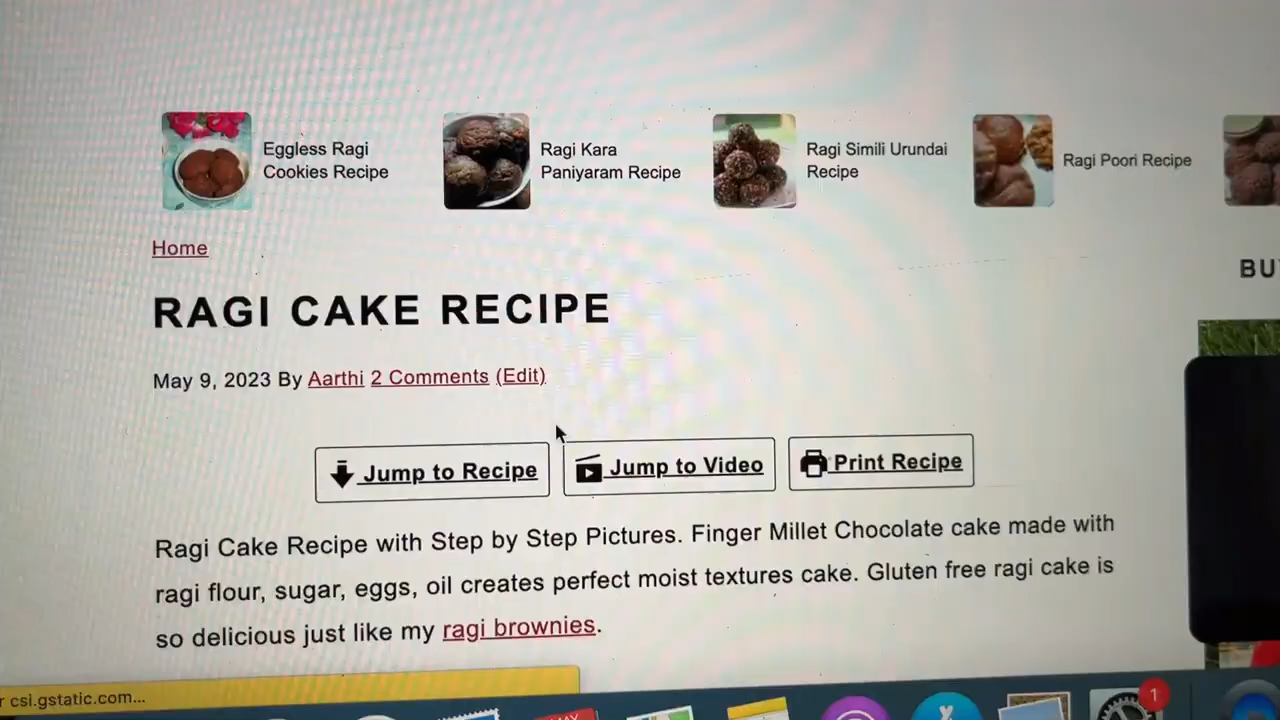 Eggless Ragi
Cookies Recipe
Ragi Kara
Paniyaram Recipe
Ragi Simili Urundai
Recipe
Ragi Poori Recipe
Home
BU
RAGI CAKE RECIPE
May 9, 2023 By Aarthi 2 Comments (Edit)
Jump to Recipe
Jump to Video
Print Recipe
Ragi Cake Recipe with Step by Step Pictures. Finger Millet Chocolate cake made with
ragi flour, sugar, eggs, oil creates perfect moist textures cake. Gluten free ragi cake is
so delicious just like my ragi brownies.
r csi.gstatic.com...
MAY
1